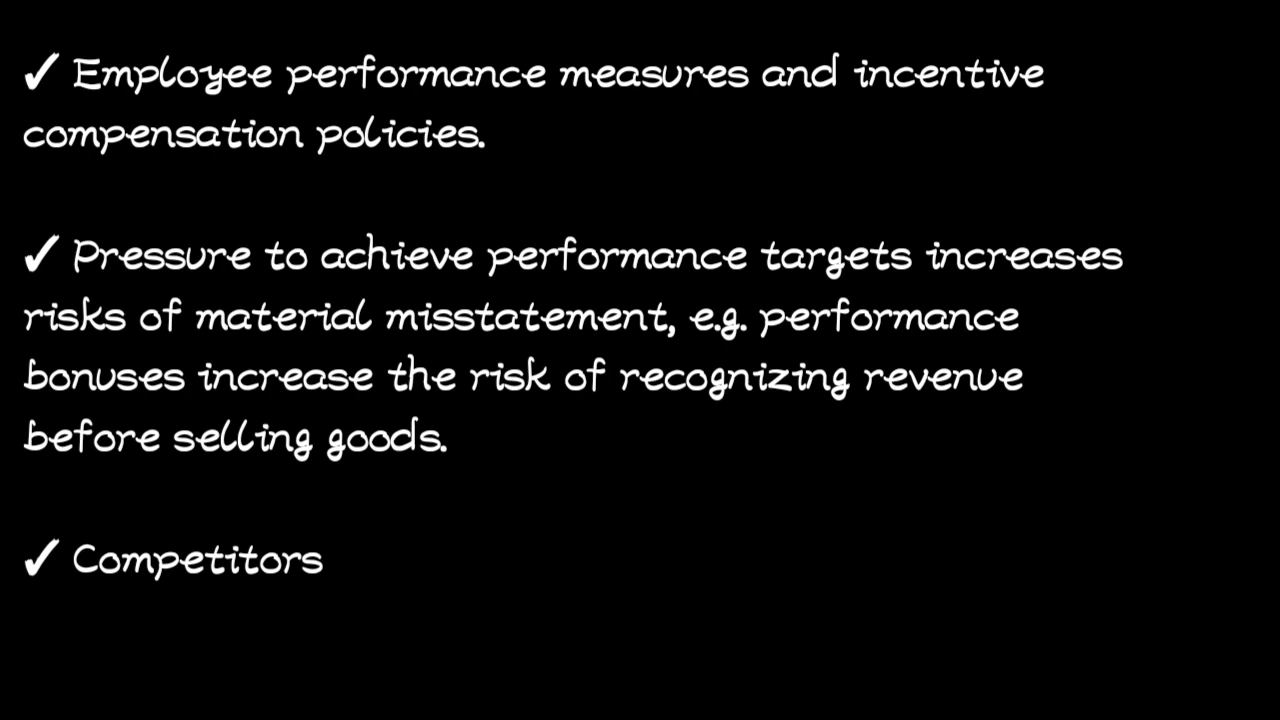 ✓ Employee performance measures and incentive
compensation policies.
✓ Pressure to achieve performance targets increases
risks of material misstatement, e.g. performance
bonuses increase the risk of recognizing revenue
before selling goods.
✓ Competitors